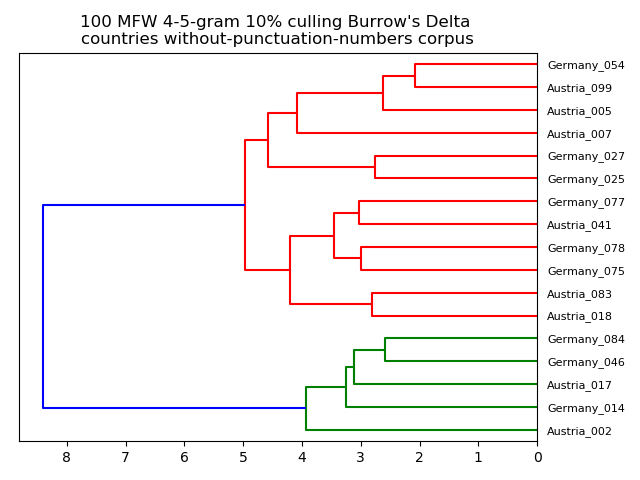 100 MFW 4-5-gram 10% culling Burrow's Delta
countries without-punctuation-numbers corpus
Germany_054
Austria_099
Austria_005
Austria_007
Germany_027
Germany_025
Germany_077
Austria_041
Germany_078
Germany_075
Austria_083
Austria_018
Germany_084
Germany_046
Austria_017
Germany_014
Austria_002
8 7 6 5 4 3 2 1 0